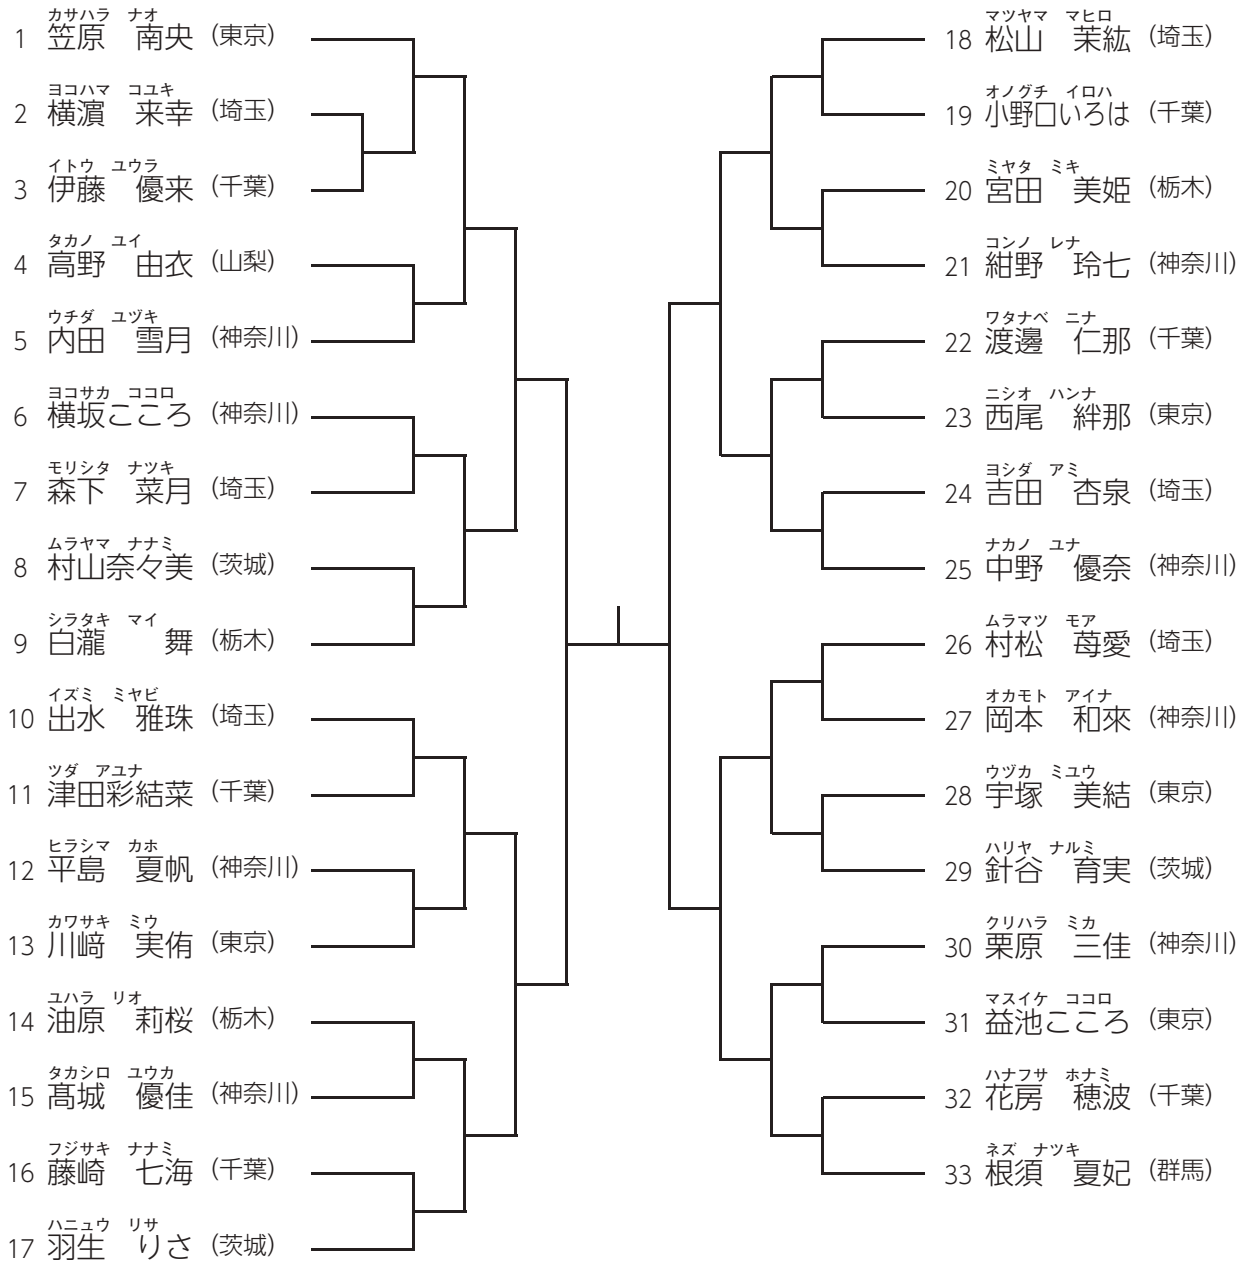 カサハラ　ナオ
1 笠原　南央 (東京)
ヨコハマ　コユキ
2 横濵　来幸 (埼玉)
イトウ　ユウラ
3 伊藤　優来 (千葉)
タカノ　ユイ
4 高野　由衣 (山梨)
ウチダ　ユヅキ
5 内田　雪月 (神奈川)
ヨコサカ　ココロ
6 横坂こころ (神奈川)
モリシタ　ナツキ
7 森下　菜月 (埼玉)
ムラヤマ　ナナミ
8 村山奈々美 (茨城)
シラタキ　マイ
9 白瀧　　舞 (栃木)
イズミ　ミヤビ
10 出水　雅珠 (埼玉)
ツダ　アユナ
11 津田彩結菜 (千葉)
ヒラシマ　カホ
12 平島　夏帆 (神奈川)
カワサキ　ミウ
13 川﨑　実侑 (東京)
ユハラ　リオ
14 油原　莉桜 (栃木)
タカシロ　ユウカ
15 髙城　優佳 (神奈川)
フジサキ　ナナミ
16 藤崎　七海 (千葉)
ハニュウ　リサ
17 羽生　りさ (茨城)
マツヤマ　マヒロ
18 松山　茉紘 (埼玉)
オノグチ　イロハ
19 小野口いろは (千葉)
ミヤタ　ミキ
20 宮田　美姫 (栃木)
コンノ　レナ
21 紺野　玲七 (神奈川)
ワタナベ　ニナ
22 渡邊　仁那 (千葉)
ニシオ　ハンナ
23 西尾　絆那 (東京)
ヨシダ　アミ
24 吉田　杏泉 (埼玉)
ナカノ　ユナ
25 中野　優奈 (神奈川)
ムラマツ　モア
26 村松　苺愛 (埼玉)
オカモト　アイナ
27 岡本　和來 (神奈川)
ウヅカ　ミユウ
28 宇塚　美結 (東京)
ハリヤ　ナルミ
29 針谷　育実 (茨城)
クリハラ　ミカ
30 栗原　三佳 (神奈川)
マスイケ　ココロ
31 益池こころ (東京)
ハナフサ　ホナミ
32 花房　穂波 (千葉)
ネズ　ナツキ
33 根須　夏妃 (群馬)